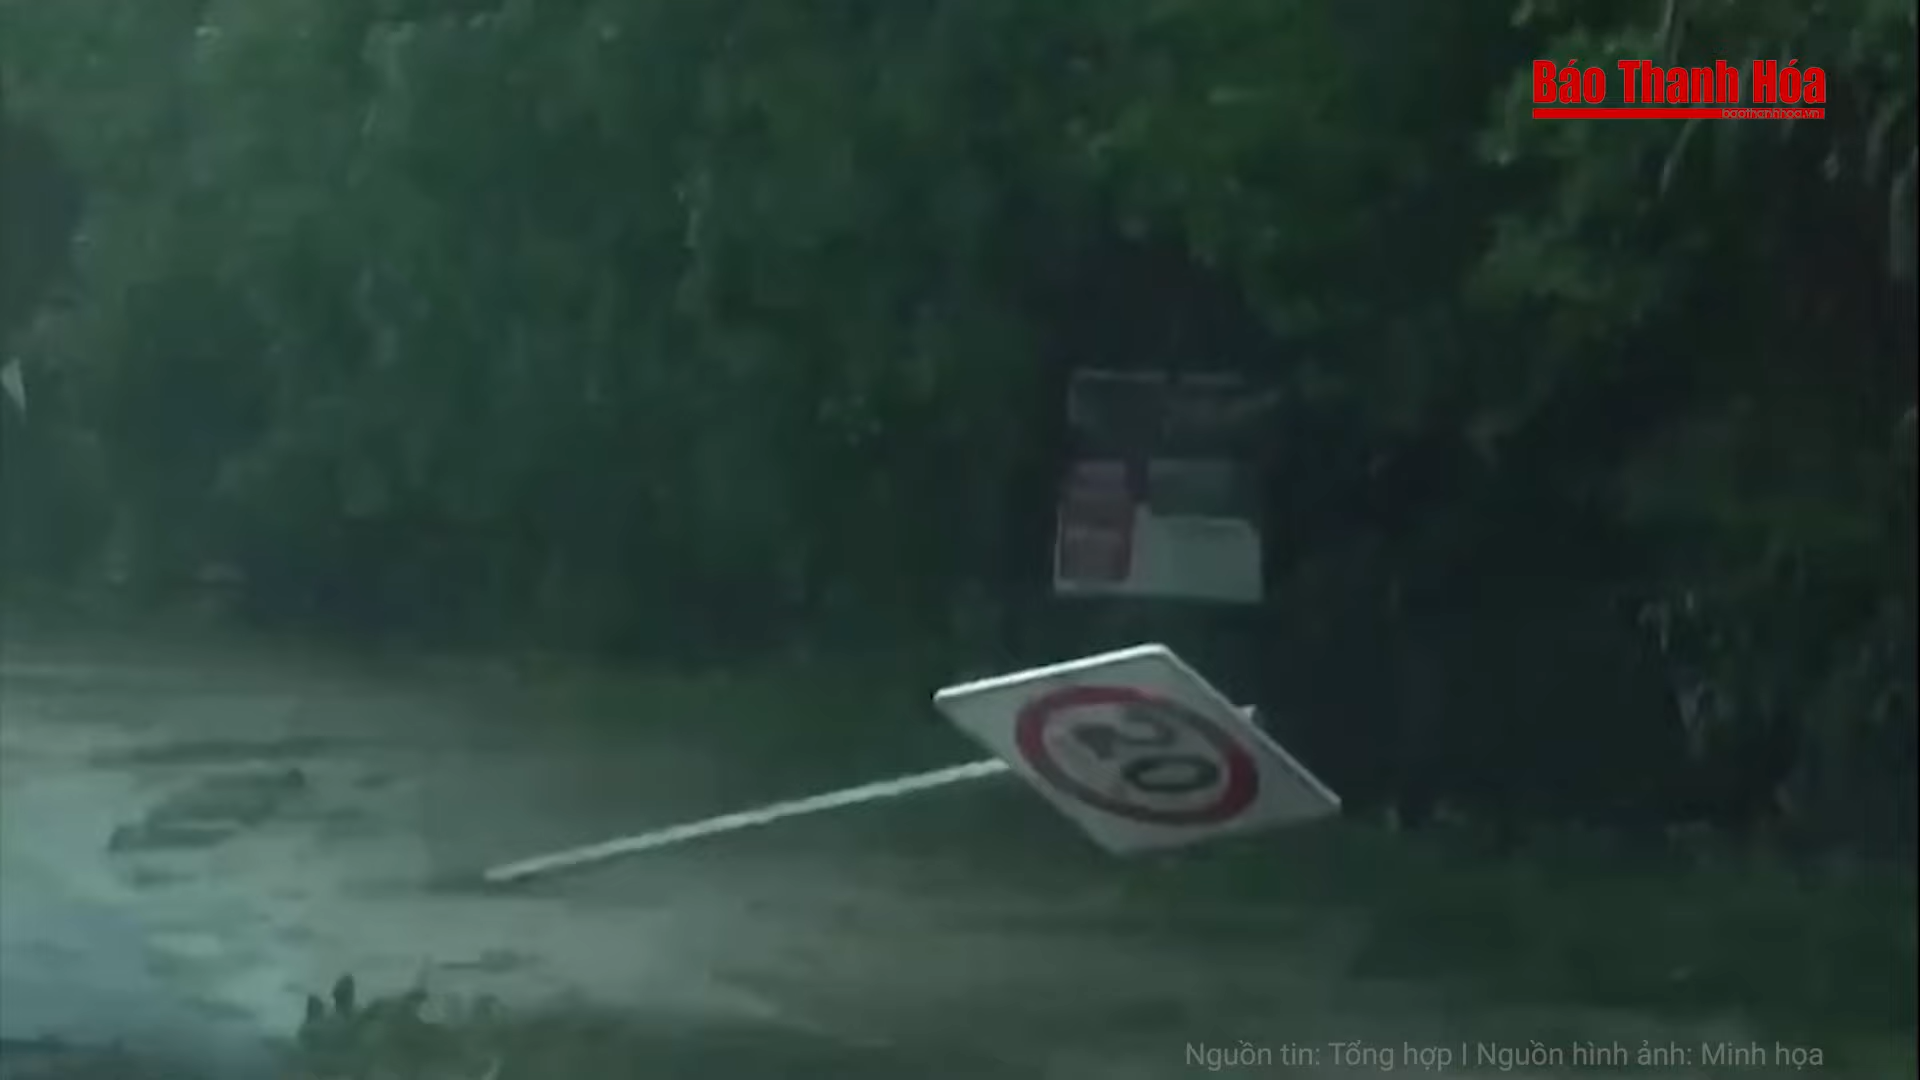 Báo Thanh Hóa
baothanhhoa.vn
20
Nguồn tin: Tổng hợp I Nguồn hình ảnh: Minh họa